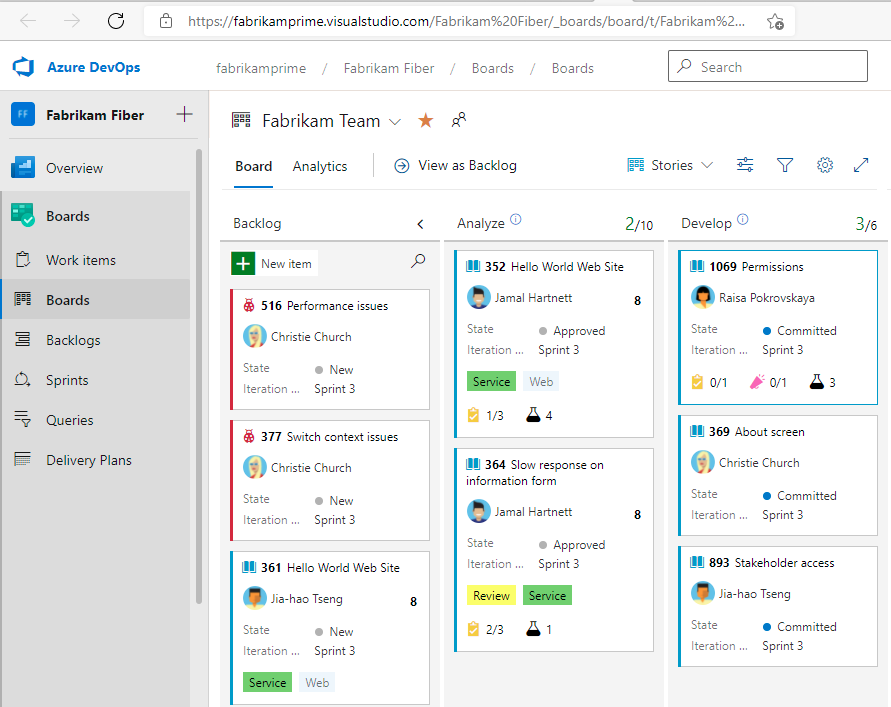 https://fabrikamprime.visualstudio.com/Fabrikam%20Fiber/_boards/board/t/Fabrikam%2...
Azure DevOps
fabrikamprime / Fabrikam Fiber / Boards / Boards
Search
FF Fabrikam Fiber
Overview
Boards
Work items
Boards
Backlogs
Sprints
Queries
Delivery Plans
Fabrikam Team
Board Analytics View as Backlog Stories
Backlog
New item
516 Performance issues
Christie Church
State New
Iteration ... Sprint 3
377 Switch context issues
Christie Church
State New
Iteration ... Sprint 3
361 Hello World Web Site
Jia-hao Tseng 8
State New
Iteration ... Sprint 3
Service Web
Analyze 2/10
352 Hello World Web Site
Jamal Hartnett 8
State Approved
Iteration ... Sprint 3
Service Web
1/3 4
364 Slow response on
information form
Jamal Hartnett 8
State Approved
Iteration ... Sprint 3
Review Service
2/3 1
Develop 3/6
1069 Permissions
Raisa Pokrovskaya
State Committed
Iteration ... Sprint 3
0/1 0/1 3
369 About screen
Christie Church
State Committed
Iteration ... Sprint 3
893 Stakeholder access
Jia-hao Tseng
State Committed
Iteration ... Sprint 3